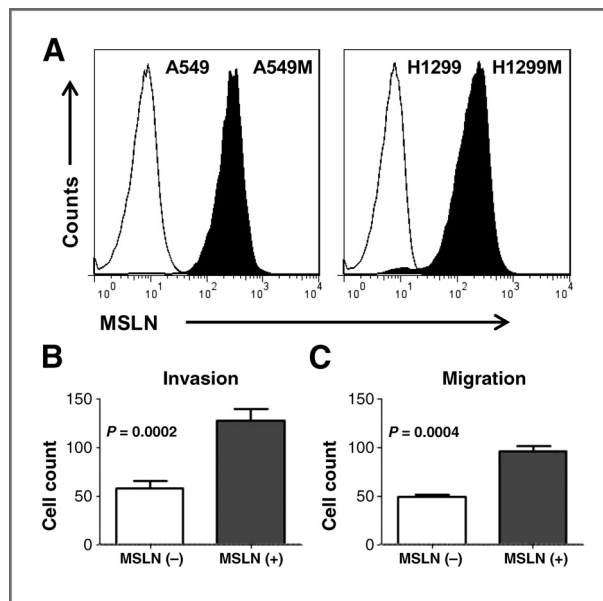 A
A549 A549M
H1299 H1299M
Counts
10^0 10^1 10^2 10^3 10^4
10^0 10^1 10^2 10^3 10^4
MSLN
B
Invasion
150
100
50
0
Cell count
P = 0.0002
MSLN (–) MSLN (+)
C
Migration
150
100
50
0
Cell count
P = 0.0004
MSLN (–) MSLN (+)